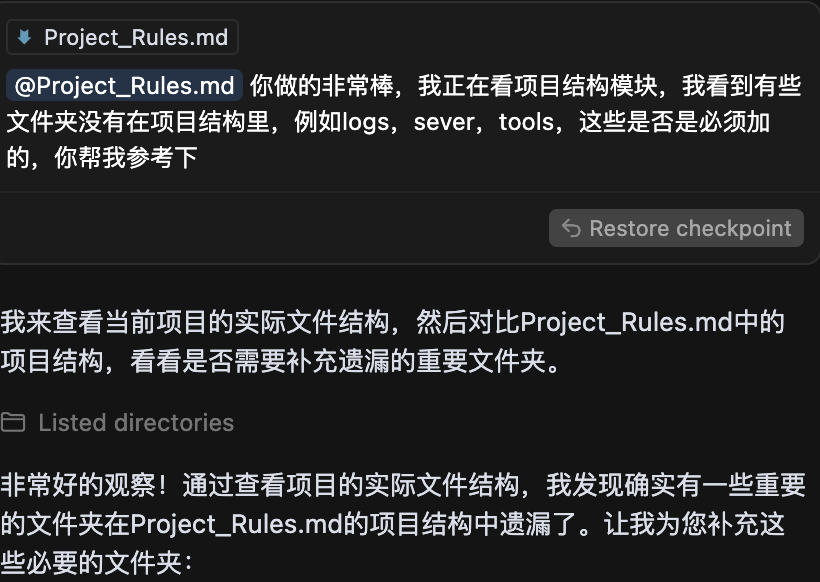 Project_Rules.md
@Project_Rules.md 你做的非常棒，我正在看项目结构模块，我看到有些
文件夹没有在项目结构里，例如logs，sever，tools，这些是否是必须加
的，你帮我参考下
Restore checkpoint
我来查看当前项目的实际文件结构，然后对比Project_Rules.md中的
项目结构，看看是否需要补充遗漏的重要文件夹。
Listed directories
非常好的观察！通过查看项目的实际文件结构，我发现确实有一些重要
的文件夹在Project_Rules.md的项目结构中遗漏了。让我为您补充这
些必要的文件夹：